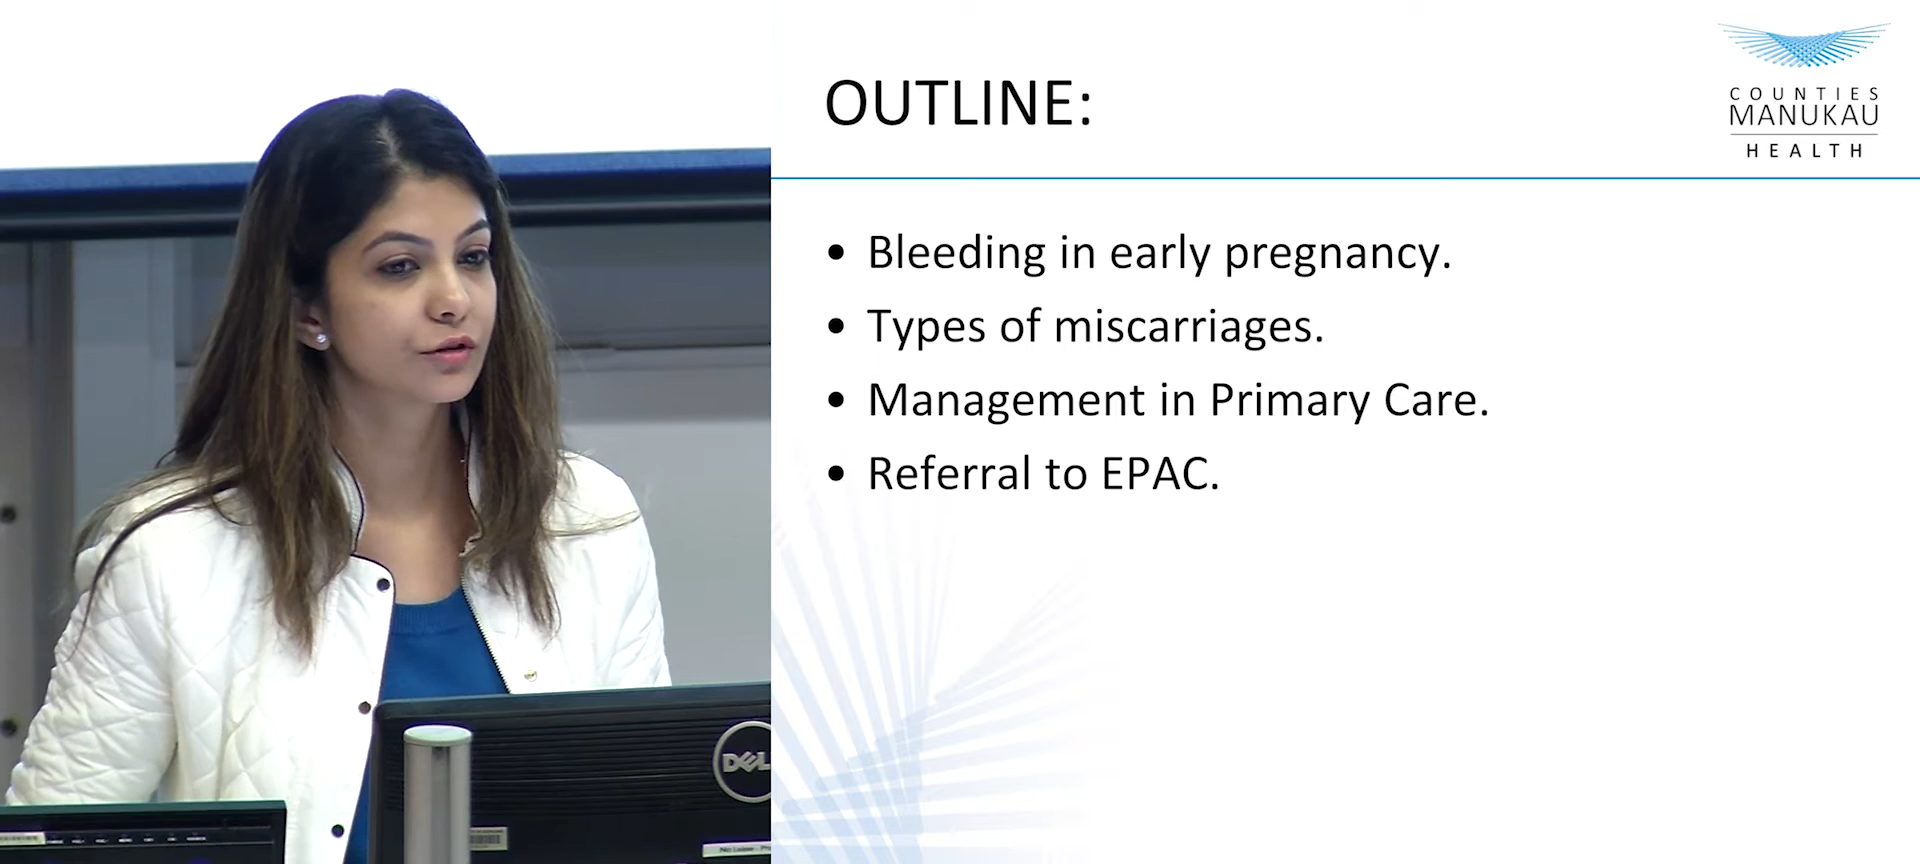 OUTLINE:
COUNTIES
MANUKAU
HEALTH
• Bleeding in early pregnancy.
• Types of miscarriages.
• Management in Primary Care.
• Referral to EPAC.
DELL